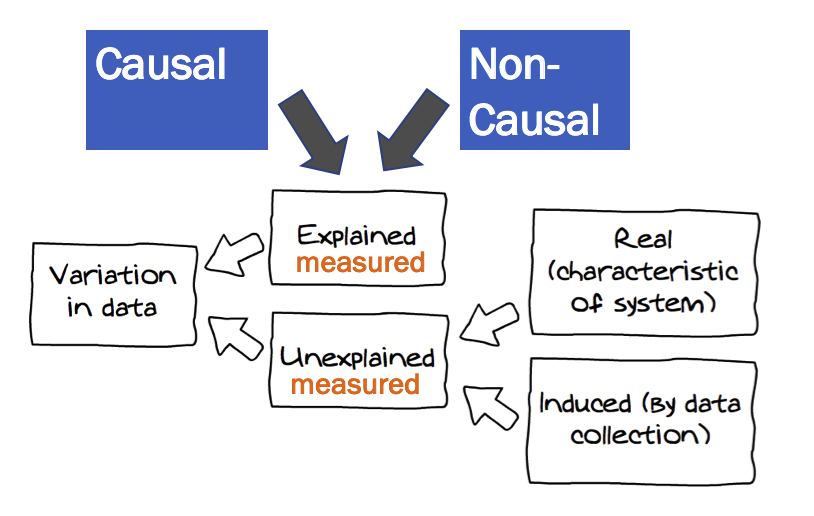 Causal
Non-
Causal
Explained
measured
Variation
in data
Unexplained
measured
Real
(characteristic
of system)
Induced (By data
collection)